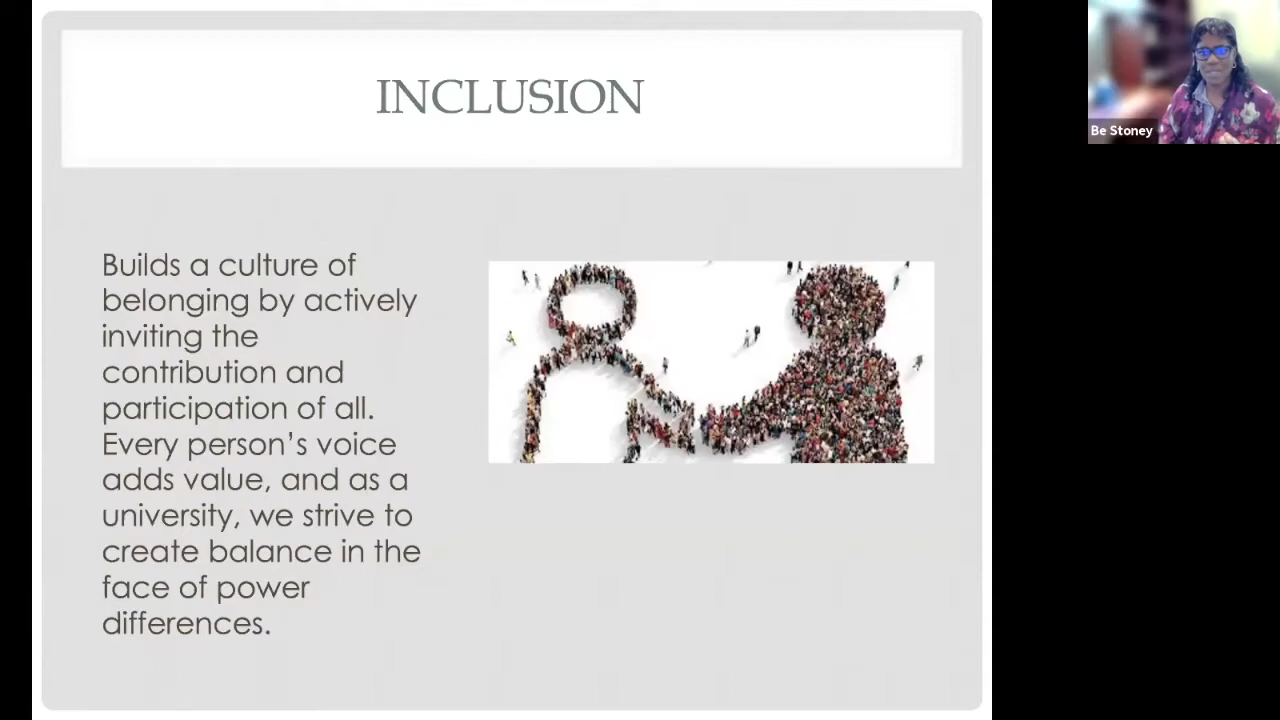 INCLUSION
Builds a culture of
belonging by actively
inviting the
contribution and
participation of all.
Every person’s voice
adds value, and as a
university, we strive to
create balance in the
face of power
differences.
Be Stoney